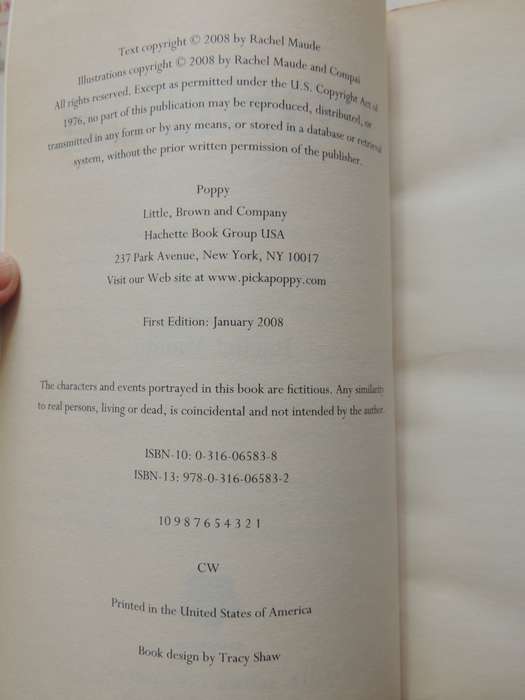 Text copyright © 2008 by Rachel Maude
Illustrations copyright © 2008 by Rachel Maude and Compai
All rights reserved. Except as permitted under the U.S. Copyright Act of
1976, no part of this publication may be reproduced, distributed, or
transmitted in any form or by any means, or stored in a database or retrieval
system, without the prior written permission of the publisher.
Poppy
Little, Brown and Company
Hachette Book Group USA
237 Park Avenue, New York, NY 10017
Visit our Web site at www.pickapoppy.com
First Edition: January 2008
The characters and events portrayed in this book are fictitious. Any similarity
to real persons, living or dead, is coincidental and not intended by the author.
ISBN-10: 0-316-06583-8
ISBN-13: 978-0-316-06583-2
10 9 8 7 6 5 4 3 2 1
CW
Printed in the United States of America
Book design by Tracy Shaw